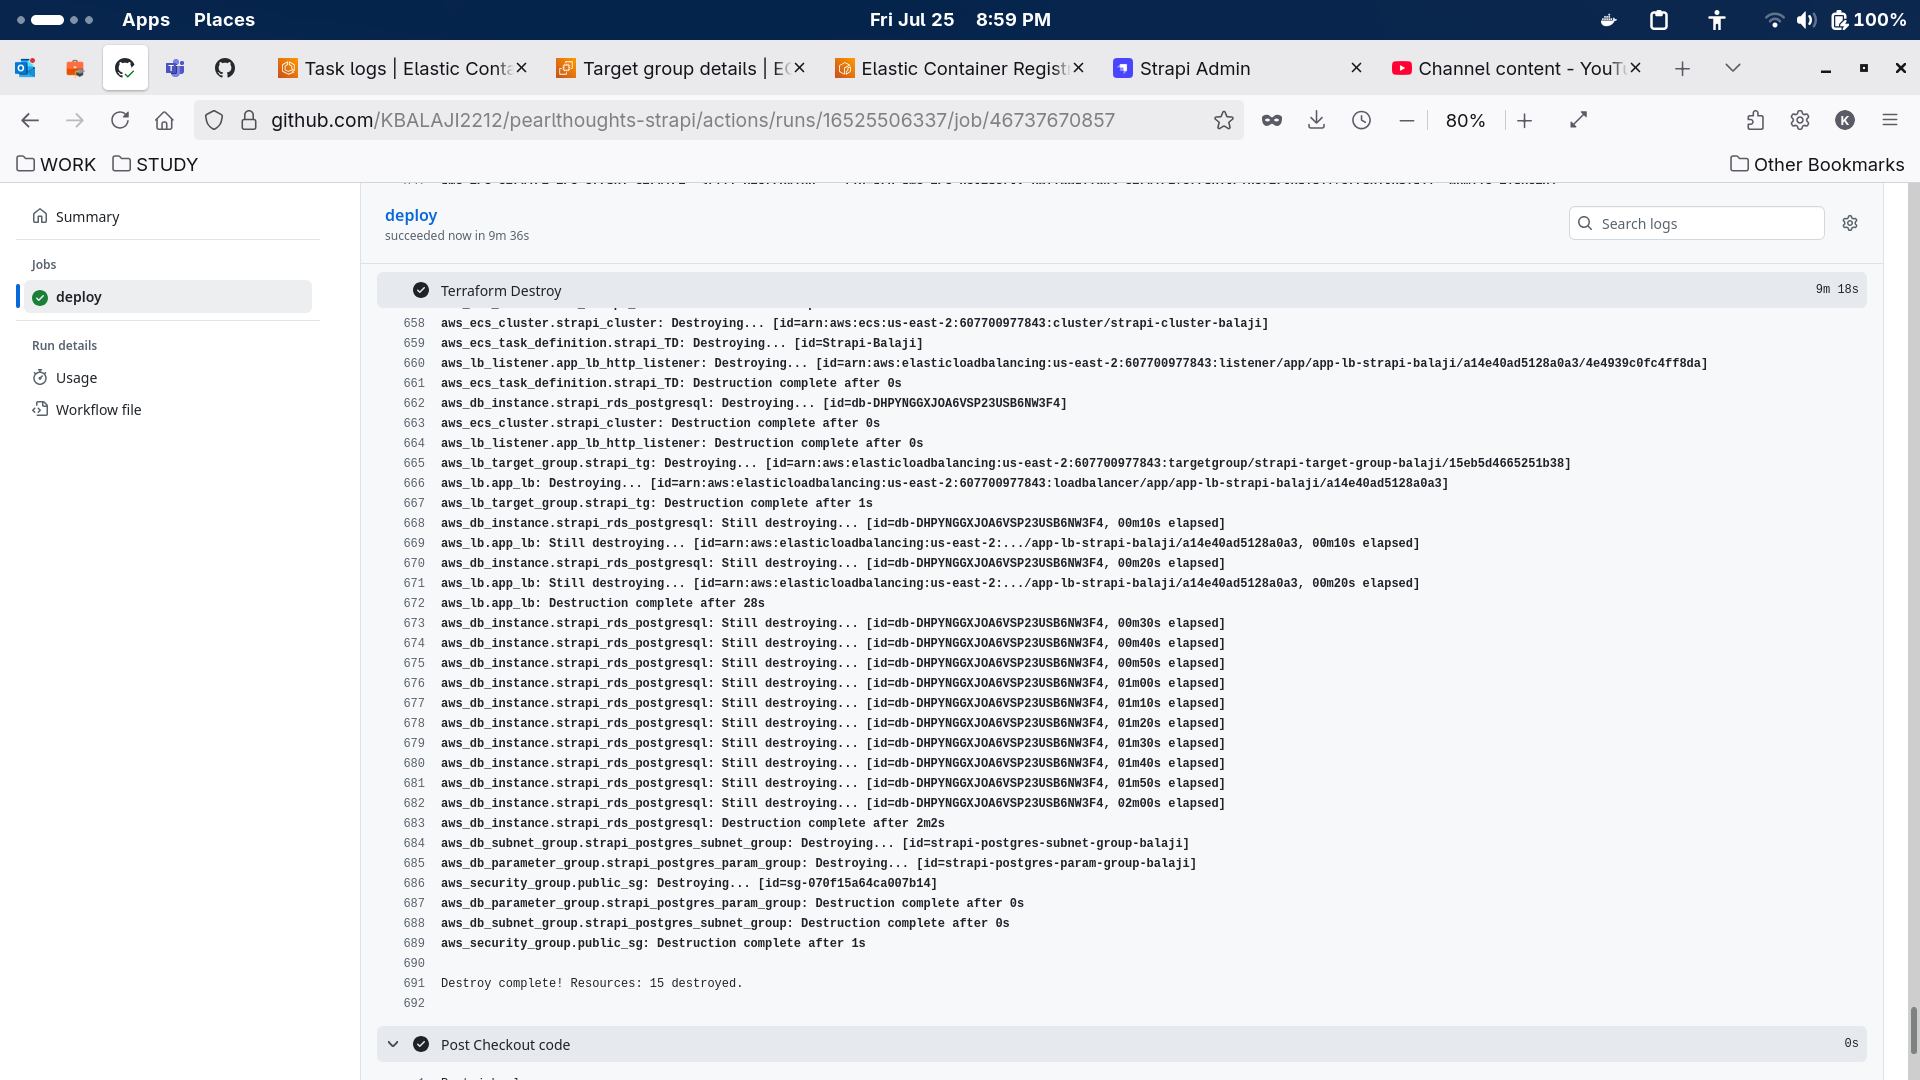 Apps Places Fri Jul 25 8:59 PM 100%
Task logs | Elastic Conta Target group details | EC Elastic Container Regist Strapi Admin Channel content - YouTu
github.com/KBALAJI2212/pearlthoughts-strapi/actions/runs/16525506337/job/46737670857 80% K
WORK STUDY Other Bookmarks
Summary
Jobs
deploy
Run details
Usage
Workflow file
deploy
succeeded now in 9m 36s
Search logs
Terraform Destroy 9m 18s
658 aws_ecs_cluster.strapi_cluster: Destroying... [id=arn:aws:ecs:us-east-2:607700977843:cluster/strapi-cluster-balaji]
659 aws_ecs_task_definition.strapi_TD: Destroying... [id=Strapi-Balaji]
660 aws_lb_listener.app_lb_http_listener: Destroying... [id=arn:aws:elasticloadbalancing:us-east-2:607700977843:listener/app/app-lb-strapi-balaji/a14e40ad5128a0a3/4e4939c0fc4ff8da]
661 aws_ecs_task_definition.strapi_TD: Destruction complete after 0s
662 aws_db_instance.strapi_rds_postgresql: Destroying... [id=db-DHPYNGGXJOA6VSP23USB6NW3F4]
663 aws_ecs_cluster.strapi_cluster: Destruction complete after 0s
664 aws_lb_listener.app_lb_http_listener: Destruction complete after 0s
665 aws_lb_target_group.strapi_tg: Destroying... [id=arn:aws:elasticloadbalancing:us-east-2:607700977843:targetgroup/strapi-target-group-balaji/15eb5d4665251b38]
666 aws_lb.app_lb: Destroying... [id=arn:aws:elasticloadbalancing:us-east-2:607700977843:loadbalancer/app/app-lb-strapi-balaji/a14e40ad5128a0a3]
667 aws_lb_target_group.strapi_tg: Destruction complete after 1s
668 aws_db_instance.strapi_rds_postgresql: Still destroying... [id=db-DHPYNGGXJOA6VSP23USB6NW3F4, 00m10s elapsed]
669 aws_lb.app_lb: Still destroying... [id=arn:aws:elasticloadbalancing:us-east-2:.../app-lb-strapi-balaji/a14e40ad5128a0a3, 00m10s elapsed]
670 aws_db_instance.strapi_rds_postgresql: Still destroying... [id=db-DHPYNGGXJOA6VSP23USB6NW3F4, 00m20s elapsed]
671 aws_lb.app_lb: Still destroying... [id=arn:aws:elasticloadbalancing:us-east-2:.../app-lb-strapi-balaji/a14e40ad5128a0a3, 00m20s elapsed]
672 aws_lb.app_lb: Destruction complete after 28s
673 aws_db_instance.strapi_rds_postgresql: Still destroying... [id=db-DHPYNGGXJOA6VSP23USB6NW3F4, 00m30s elapsed]
674 aws_db_instance.strapi_rds_postgresql: Still destroying... [id=db-DHPYNGGXJOA6VSP23USB6NW3F4, 00m40s elapsed]
675 aws_db_instance.strapi_rds_postgresql: Still destroying... [id=db-DHPYNGGXJOA6VSP23USB6NW3F4, 00m50s elapsed]
676 aws_db_instance.strapi_rds_postgresql: Still destroying... [id=db-DHPYNGGXJOA6VSP23USB6NW3F4, 01m00s elapsed]
677 aws_db_instance.strapi_rds_postgresql: Still destroying... [id=db-DHPYNGGXJOA6VSP23USB6NW3F4, 01m10s elapsed]
678 aws_db_instance.strapi_rds_postgresql: Still destroying... [id=db-DHPYNGGXJOA6VSP23USB6NW3F4, 01m20s elapsed]
679 aws_db_instance.strapi_rds_postgresql: Still destroying... [id=db-DHPYNGGXJOA6VSP23USB6NW3F4, 01m30s elapsed]
680 aws_db_instance.strapi_rds_postgresql: Still destroying... [id=db-DHPYNGGXJOA6VSP23USB6NW3F4, 01m40s elapsed]
681 aws_db_instance.strapi_rds_postgresql: Still destroying... [id=db-DHPYNGGXJOA6VSP23USB6NW3F4, 01m50s elapsed]
682 aws_db_instance.strapi_rds_postgresql: Still destroying... [id=db-DHPYNGGXJOA6VSP23USB6NW3F4, 02m00s elapsed]
683 aws_db_instance.strapi_rds_postgresql: Destruction complete after 2m2s
684 aws_db_subnet_group.strapi_postgres_subnet_group: Destroying... [id=strapi-postgres-subnet-group-balaji]
685 aws_db_parameter_group.strapi_postgres_param_group: Destroying... [id=strapi-postgres-param-group-balaji]
686 aws_security_group.public_sg: Destroying... [id=sg-070f15a64ca007b14]
687 aws_db_parameter_group.strapi_postgres_param_group: Destruction complete after 0s
688 aws_db_subnet_group.strapi_postgres_subnet_group: Destruction complete after 0s
689 aws_security_group.public_sg: Destruction complete after 1s
690
691 Destroy complete! Resources: 15 destroyed.
692
Post Checkout code 0s